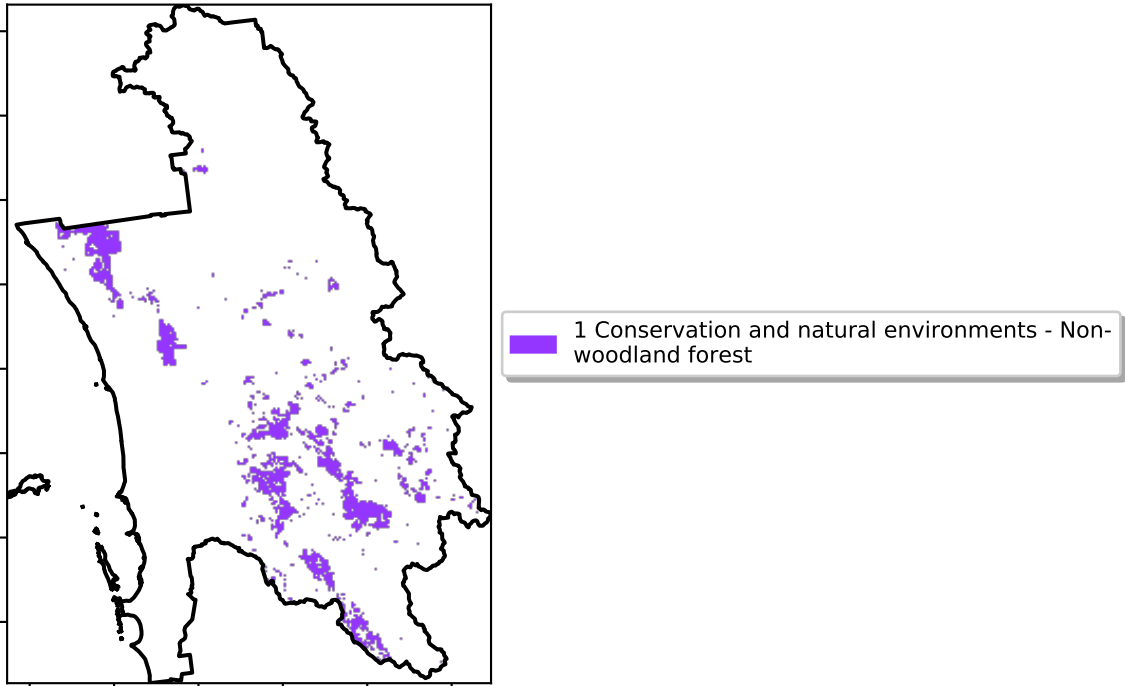 1 Conservation and natural environments - Non-
woodland forest